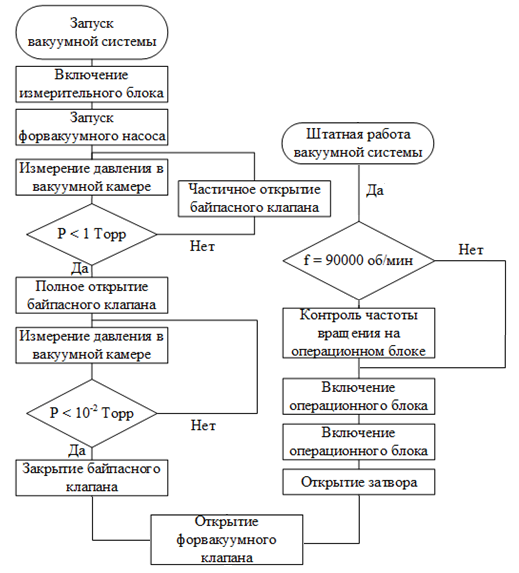 Запуск
вакуумной системы
Включение
измерительного блока
Запуск
форвакуумного насоса
Измерение давления в
вакуумной камере
Частичное открытие
байпасного клапана
P < 1 Торр
Нет
Да
Полное открытие
байпасного клапана
Измерение давления в
вакуумной камере
P < 10⁻² Торр
Нет
Да
Закрытие байпасного
клапана
Открытие
форвакуумного
клапана
Штатная работа
вакуумной системы
Да
f = 90000 об/мин
Нет
Контроль частоты
вращения на
операционном блоке
Включение
операционного блока
Включение
операционного блока
Открытие затвора